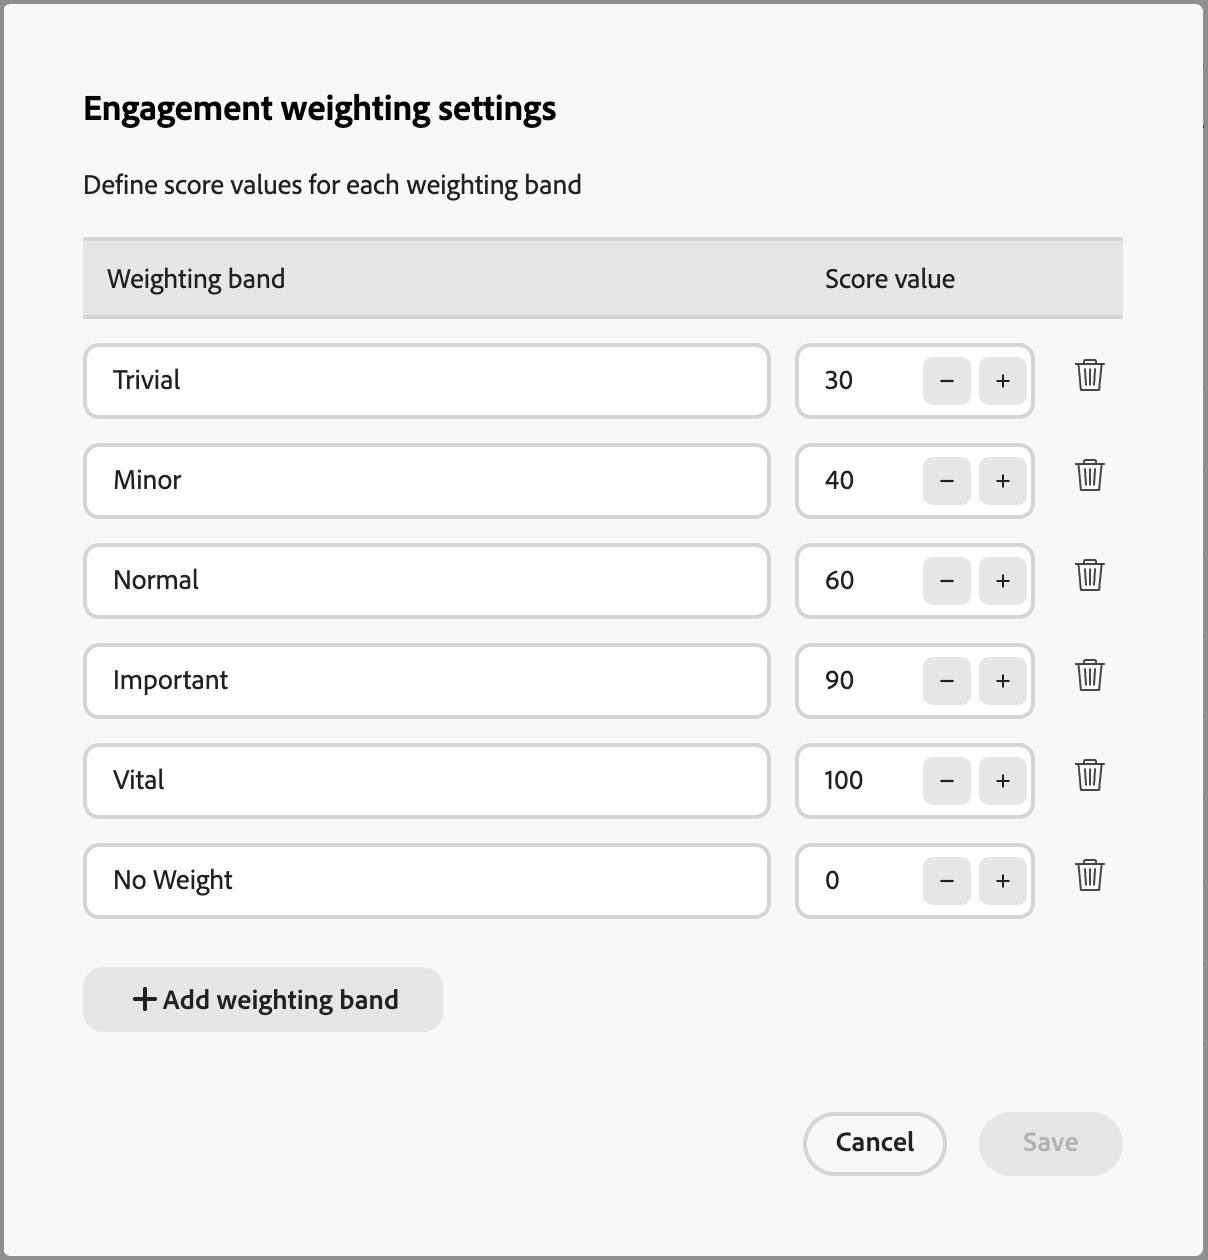 Engagement weighting settings
Define score values for each weighting band
Weighting band Score value
Trivial 30 − +
Minor 40 − +
Normal 60 − +
Important 90 − +
Vital 100 − +
No Weight 0 − +
+ Add weighting band
Cancel Save